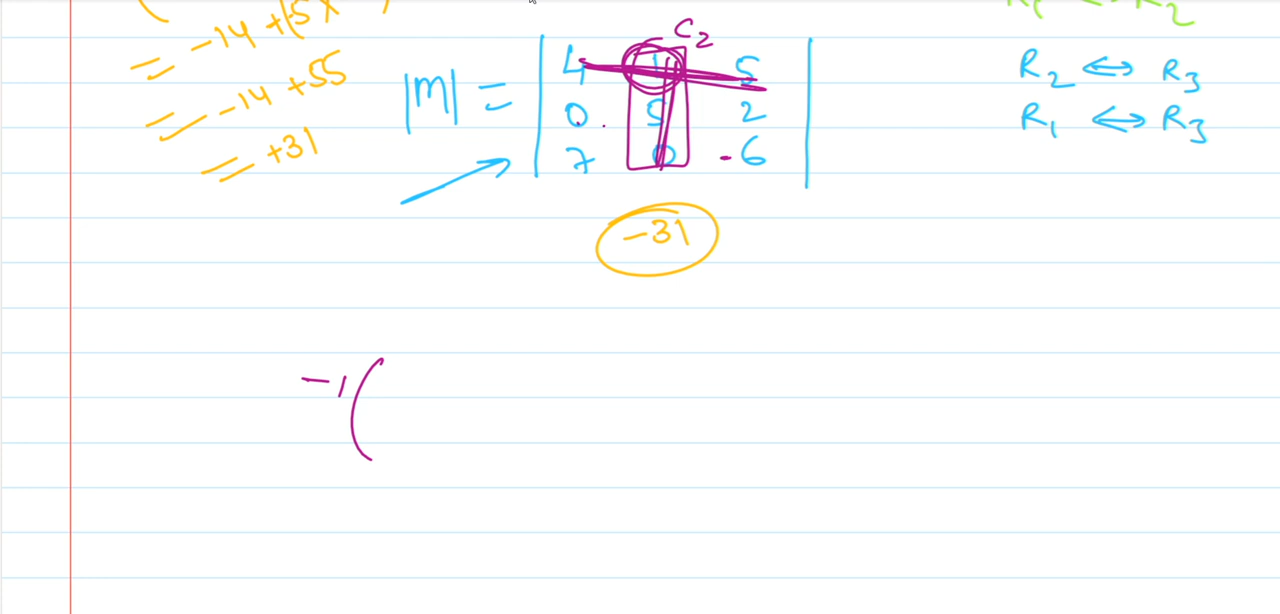 = -14 + (5 x
= -14 + 55
= +31
C2
|M| = | 4 1 5 |
| 0 5 2 |
| 7 0 6 |
-31
-1(
R2 ⟷ R3
R1 ⟷ R3